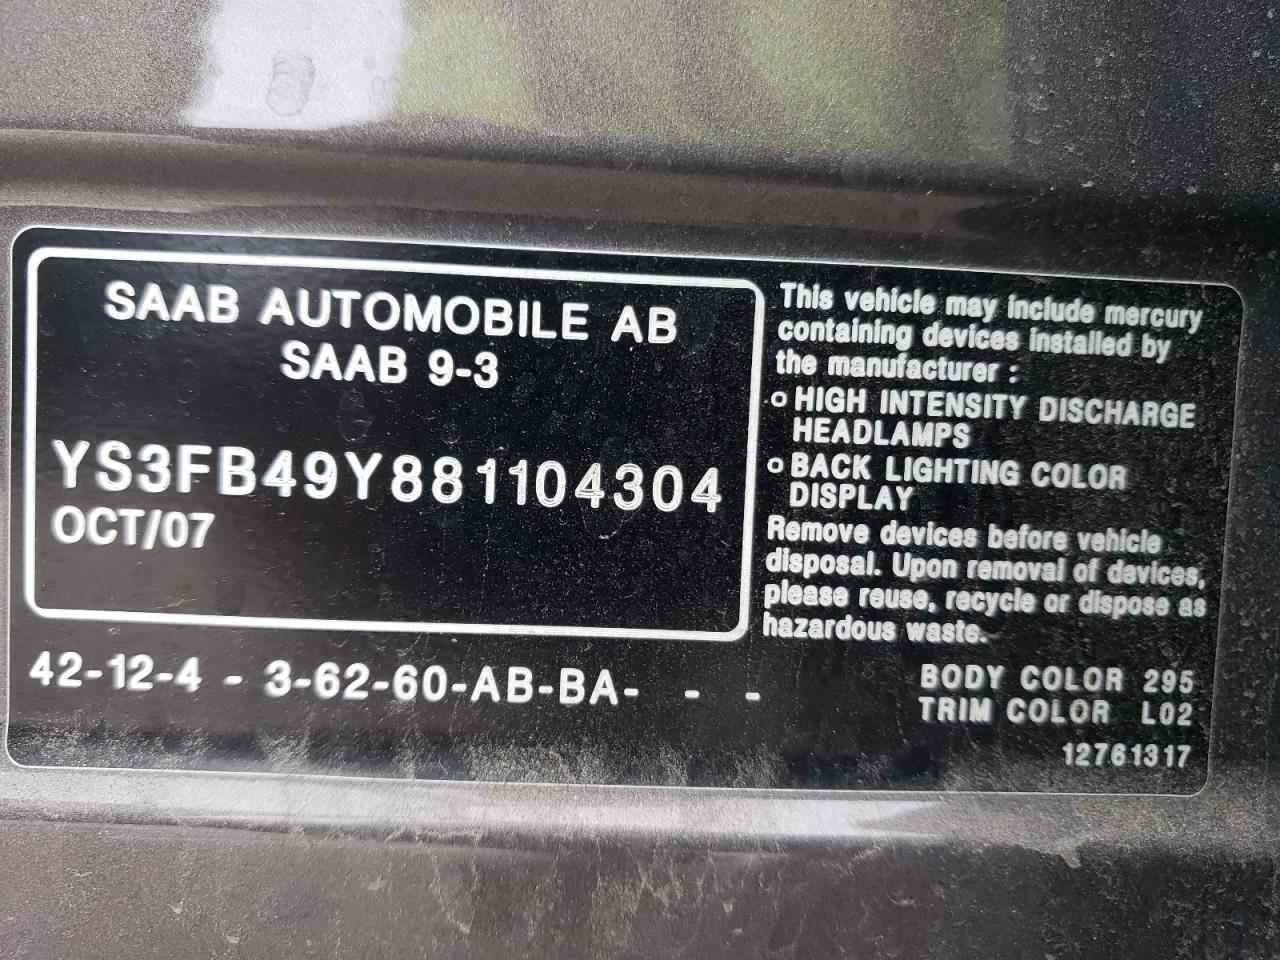 SAAB AUTOMOBILE AB
SAAB 9-3
YS3FB49Y881104304
OCT/07
42-12-4 - 3-62-60-AB-BA- - -
This vehicle may include mercury
containing devices installed by
the manufacturer :
o HIGH INTENSITY DISCHARGE
HEADLAMPS
o BACK LIGHTING COLOR
DISPLAY
Remove devices before vehicle
disposal. Upon removal of devices,
please reuse, recycle or dispose as
hazardous waste.
BODY COLOR 295
TRIM COLOR L02
12761317